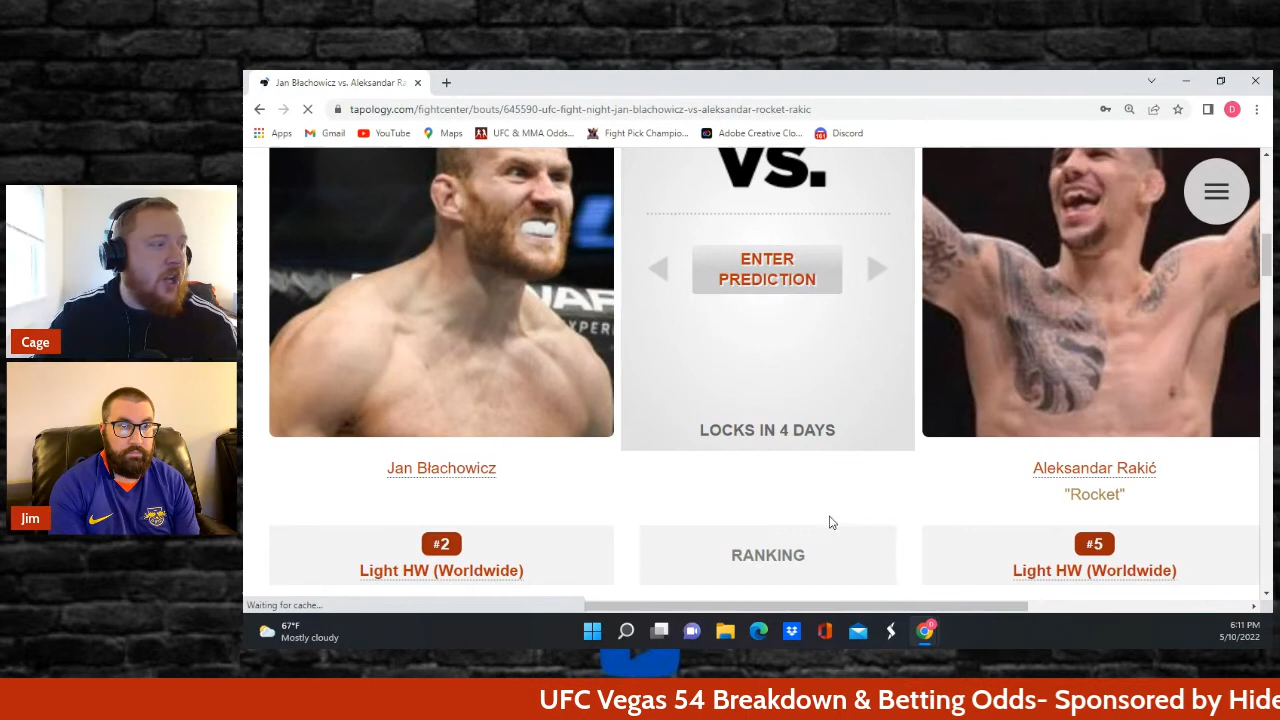 Jan Błachowicz vs. Aleksandar Ra
tapology.com/fightcenter/bouts/645590-ufc-fight-night-jan-blachowicz-vs-aleksandar-rocket-rakic
D
Apps Gmail YouTube Maps UFC & MMA Odds... Fight Pick Champio... Adobe Creative Clo... Discord
VS.
ENTER
PREDICTION
LOCKS IN 4 DAYS
Jan Błachowicz
Aleksandar Rakić
"Rocket"
#2
Light HW (Worldwide)
RANKING
#5
Light HW (Worldwide)
Waiting for cache...
67°F
Mostly cloudy
6:11 PM
5/10/2022
Cage
Jim
UFC Vegas 54 Breakdown & Betting Odds- Sponsored by Hide